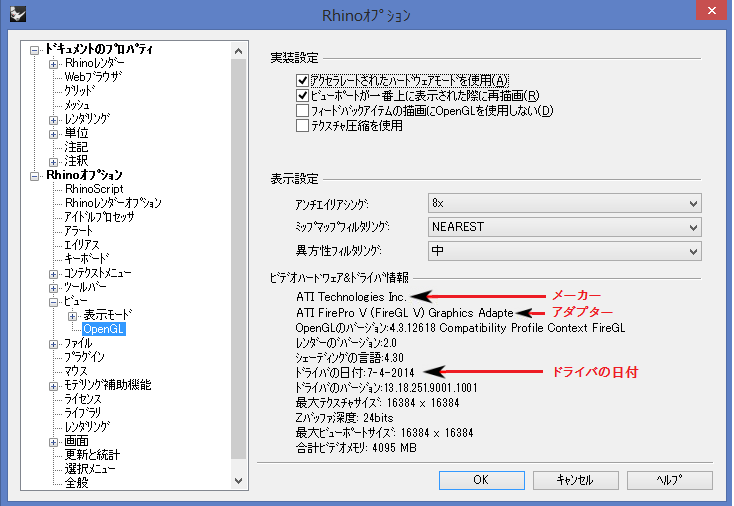 Rhinoｵﾌﾟｼｮﾝ
ﾄﾞｷｭﾒﾝﾄのﾌﾟﾛﾊﾟﾃｨ
Rhinoﾚﾝﾀﾞｰ
Webﾌﾞﾗｳｻﾞ
ｸﾞﾘｯﾄﾞ
ﾒｯｼｭ
ﾚﾝﾀﾞﾘﾝｸﾞ
単位
注記
注釈
Rhinoｵﾌﾟｼｮﾝ
RhinoScript
Rhinoﾚﾝﾀﾞｰｵﾌﾟｼｮﾝ
ｱｲﾄﾞﾙﾌﾟﾛｾｯｻ
ｱﾗｰﾄ
ｴｲﾘｱｽ
ｷｰﾎﾞｰﾄﾞ
ｺﾝﾃｸｽﾄﾒﾆｭｰ
ﾂｰﾙﾊﾞｰ
ﾋﾞｭｰ
表示ﾓｰﾄﾞ
OpenGL
ﾌｧｲﾙ
ﾌﾟﾗｸﾞｲﾝ
ﾏｳｽ
ﾓﾃﾞﾘﾝｸﾞ補助機能
ﾗｲｾﾝｽ
ﾗｲﾌﾞﾗﾘ
ﾚﾝﾀﾞﾘﾝｸﾞ
画面
更新と統計
選択ﾒﾆｭｰ
全般
実装設定
ｱｸｾﾗﾚｰﾄされたﾊｰﾄﾞｳｪｱﾓｰﾄﾞを使用(A)
ﾋﾞｭｰﾎﾟｰﾄが一番上に表示された際に再描画(R)
ﾌｨｰﾄﾞﾊﾞｯｸｱｲﾃﾑの描画にOpenGLを使用しない(D)
ﾃｸｽﾁｬ圧縮を使用
表示設定
ｱﾝﾁｴｲﾘｱｼﾝｸﾞ: 8x
ﾐｯﾌﾟﾏｯﾌﾟﾌｨﾙﾀﾘﾝｸﾞ: NEAREST
異方性ﾌｨﾙﾀﾘﾝｸﾞ: 中
ﾋﾞﾃﾞｵﾊｰﾄﾞｳｪｱ&ﾄﾞﾗｲﾊﾞ情報
ATI Technologies Inc. メーカー
ATI FirePro V (FireGL V) Graphics Adapte アダプター
OpenGLのﾊﾞｰｼﾞｮﾝ:4.3.12618 Compatibility Profile Context FireGL
ﾚﾝﾀﾞｰのﾊﾞｰｼﾞｮﾝ:2.0
ｼｪｰﾃﾞｨﾝｸﾞの言語:4.30
ﾄﾞﾗｲﾊﾞの日付:7-4-2014 ドライバの日付
ﾄﾞﾗｲﾊﾞのﾊﾞｰｼﾞｮﾝ:13.18.251.9001.1001
最大ﾃｸｽﾁｬｻｲｽﾞ: 16384 x 16384
Zﾊﾞｯﾌｧ深度: 24bits
最大ﾋﾞｭｰﾎﾟｰﾄｻｲｽﾞ: 16384 x 16384
合計ﾋﾞﾃﾞｵﾒﾓﾘ: 4095 MB
OK ｷｬﾝｾﾙ ﾍﾙﾌﾟ